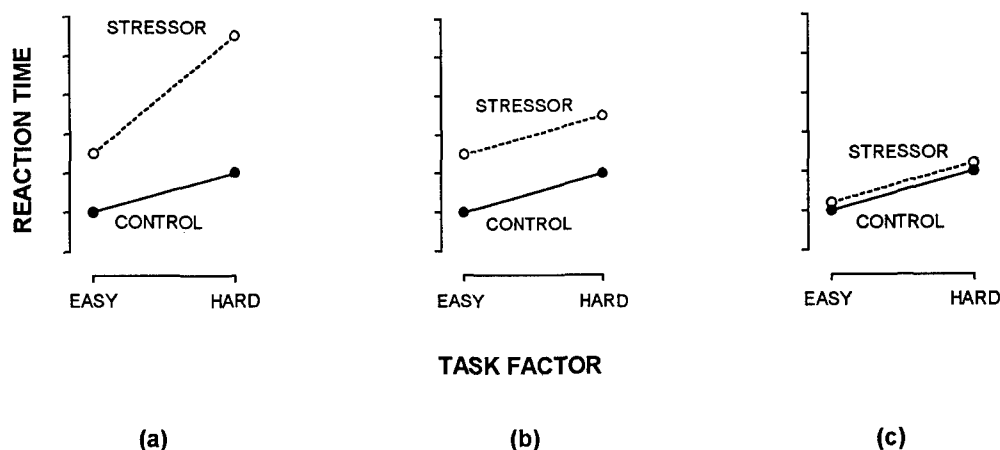 REACTION TIME
STRESSOR
CONTROL
EASY HARD
STRESSOR
CONTROL
EASY HARD
STRESSOR
CONTROL
EASY HARD
TASK FACTOR
(a) (b) (c)